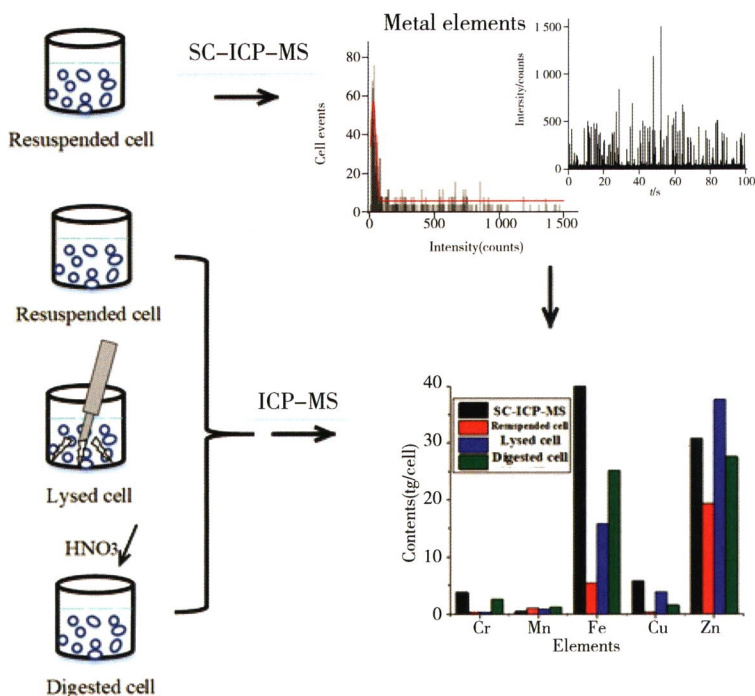 SC-ICP-MS
Resuspended cell
Metal elements
80
60
40
20
0
Cell events
0
500
1 000
1 500
Intensity(counts)
1 500
1 000
500
0
Intersity/counts
0
20
40
60
80
100
t/s
Resuspended cell
Lysed cell
HNO3
Digested cell
ICP-MS
40
30
20
10
0
Contents(tg/cell)
SC-ICP-MS
Resuspended cell
Lysed cell
Digested cell
Cr
Mn
Fe
Cu
Zn
Elements